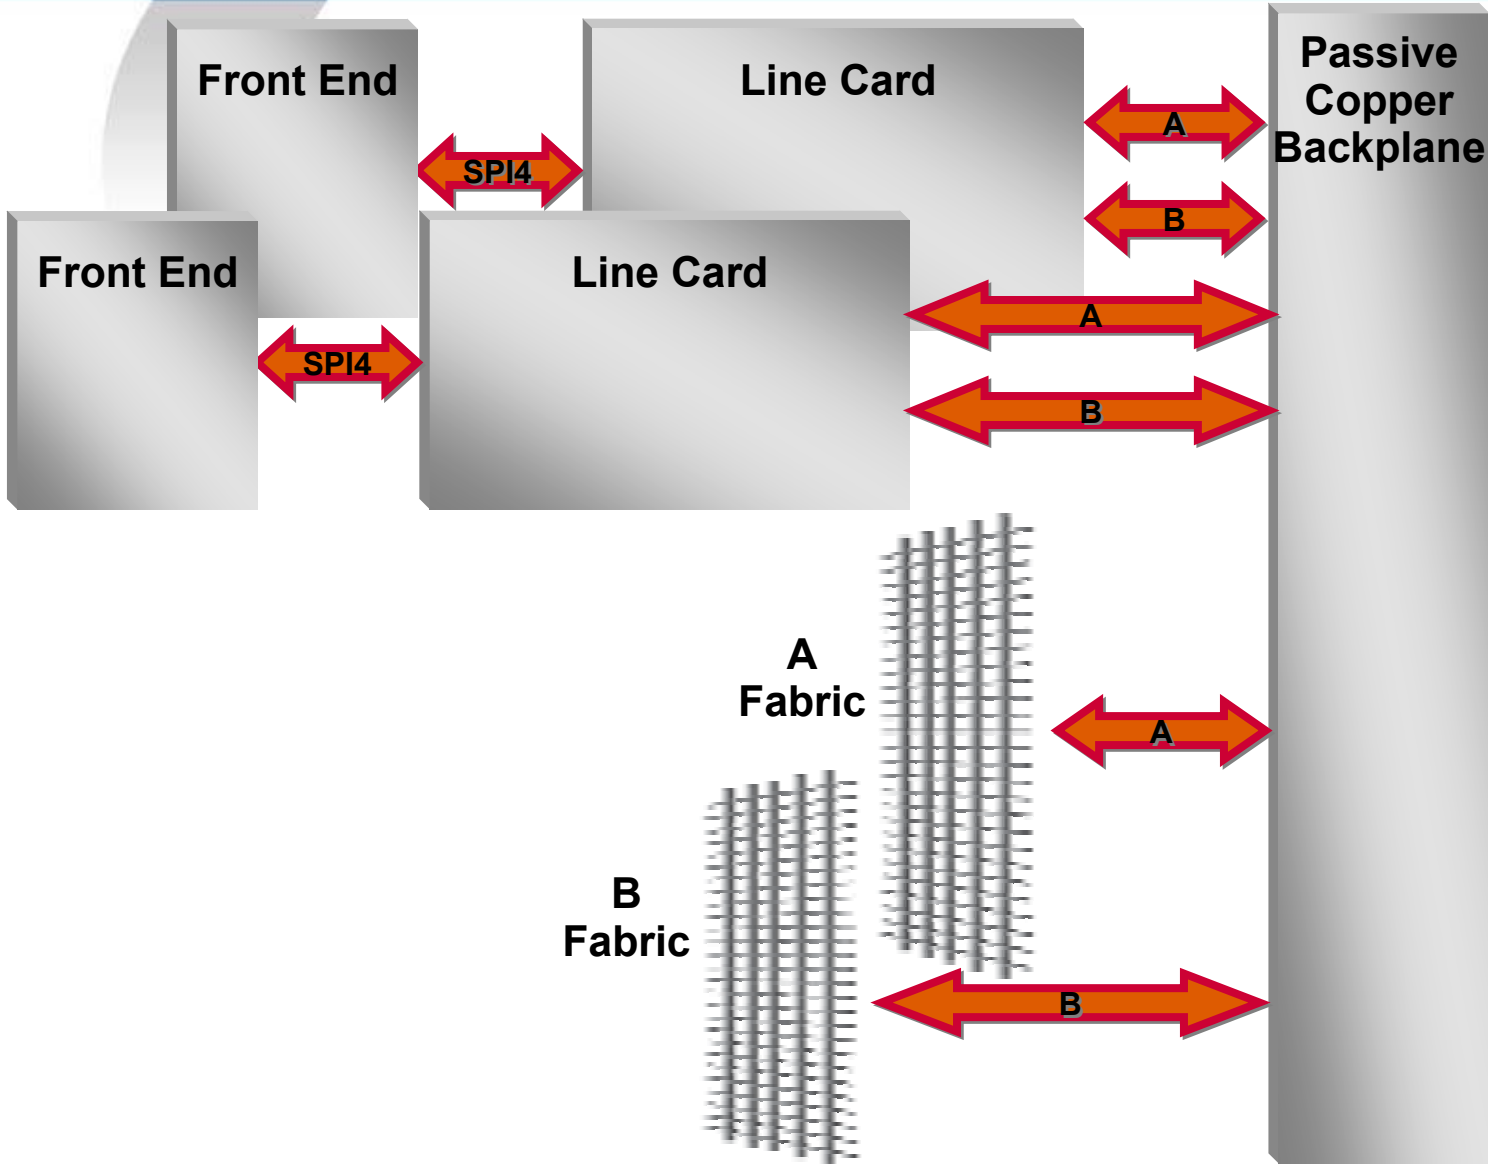 Front End
Line Card
Passive
Copper
Backplane
A
SPI4
B
Front End
Line Card
A
SPI4
B
A
Fabric
A
B
Fabric
B